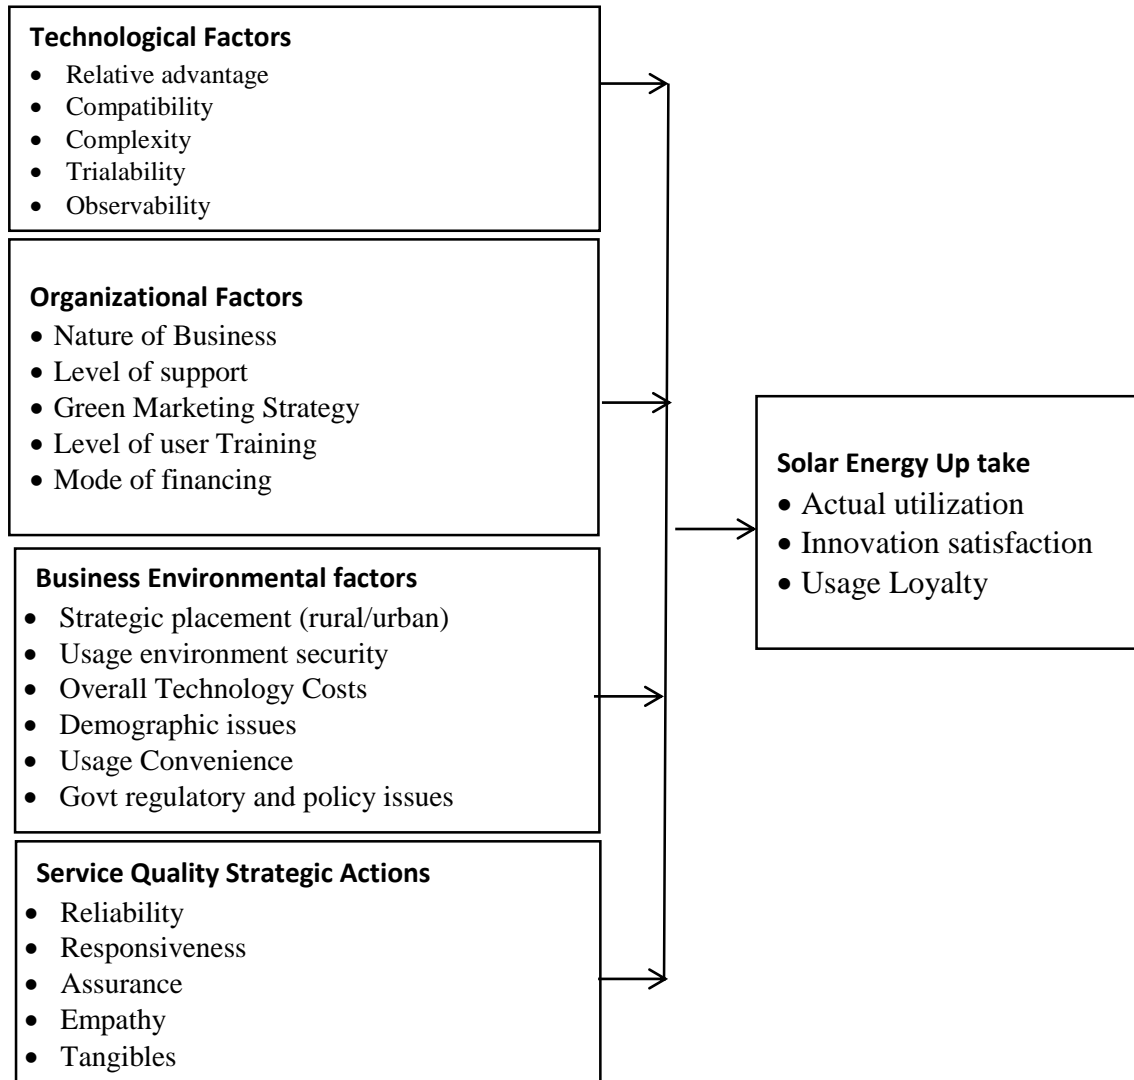 Technological Factors
• Relative advantage
• Compatibility
• Complexity
• Trialability
• Observability
Organizational Factors
• Nature of Business
• Level of support
• Green Marketing Strategy
• Level of user Training
• Mode of financing
Business Environmental factors
• Strategic placement (rural/urban)
• Usage environment security
• Overall Technology Costs
• Demographic issues
• Usage Convenience
• Govt regulatory and policy issues
Service Quality Strategic Actions
• Reliability
• Responsiveness
• Assurance
• Empathy
• Tangibles
Solar Energy Up take
• Actual utilization
• Innovation satisfaction
• Usage Loyalty